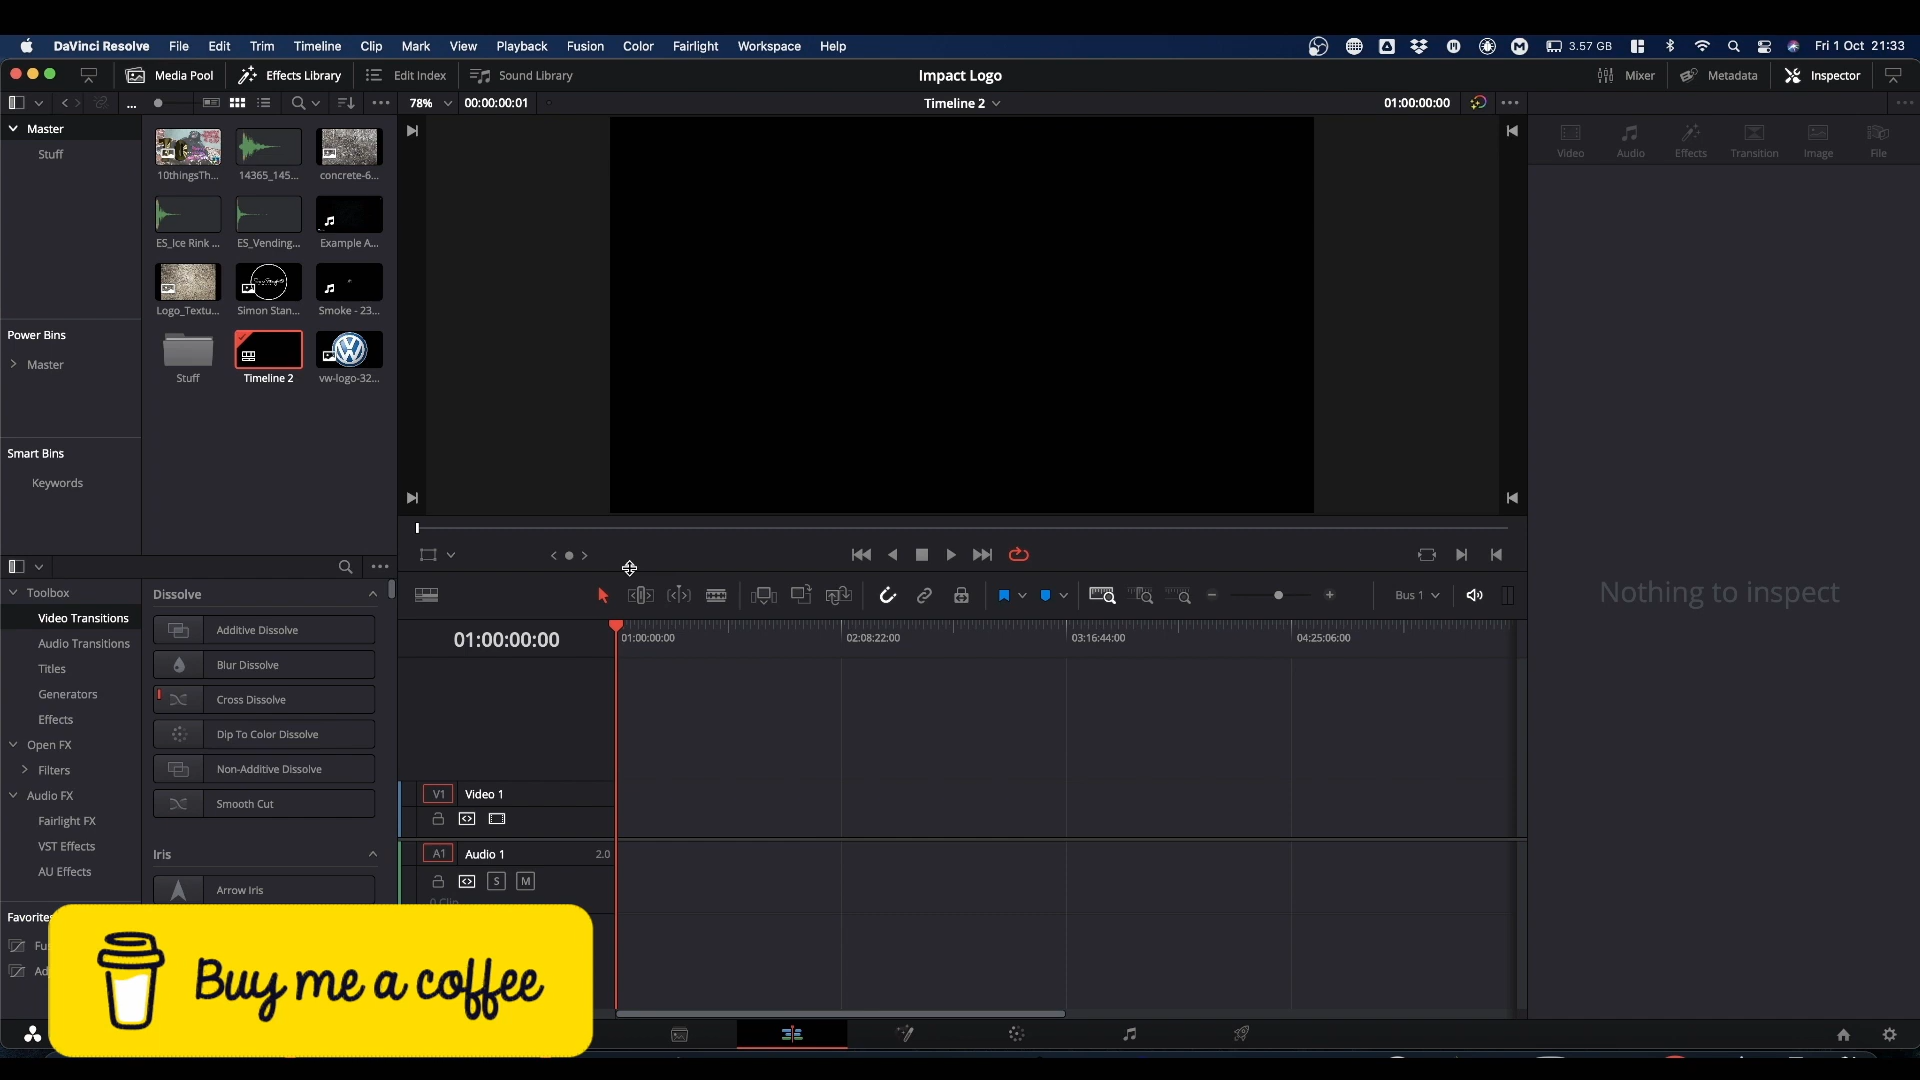 DaVinci Resolve File Edit Trim Timeline Clip Mark View Playback Fusion Color Fairlight Workspace Help 3.57 GB Fri 1 Oct 21:33
Media Pool Effects Library Edit Index Sound Library Impact Logo Mixer Metadata Inspector
... 78% 00:00:00:01 Timeline 2 01:00:00:00
Master
Stuff
10thingsTh... 14365_145... concrete-6...
ES_Ice Rink ... ES_Vending... Example A...
Logo_Textu... Simon Stan... Smoke - 23...
Stuff Timeline 2 vw-logo-32...
Power Bins
Master
Smart Bins
Keywords
Video Audio Effects Transition Image File
Nothing to inspect
Toolbox
Video Transitions
Audio Transitions
Titles
Generators
Effects
Open FX
Filters
Audio FX
Fairlight FX
VST Effects
AU Effects
Favorites
Fu
Ad
Dissolve
Additive Dissolve
Blur Dissolve
Cross Dissolve
Dip To Color Dissolve
Non-Additive Dissolve
Smooth Cut
Iris
Arrow Iris
Bus 1
01:00:00:00 01:00:00:00 02:08:22:00 03:16:44:00 04:25:06:00
V1 Video 1
A1 Audio 1 2.0
S M
0 Clip
Buy me a coffee